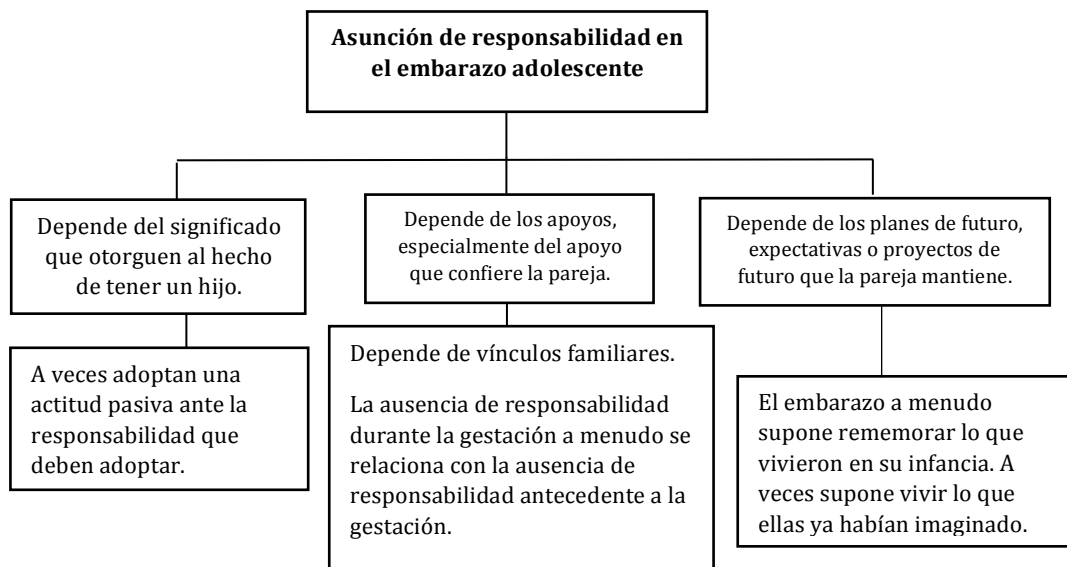 Asunción de responsabilidad en
el embarazo adolescente
Depende del significado
que otorguen al hecho
de tener un hijo.
Depende de los apoyos,
especialmente del apoyo
que confiere la pareja.
Depende de los planes de futuro,
expectativas o proyectos de
futuro que la pareja mantiene.
A veces adoptan una
actitud pasiva ante la
responsabilidad que
deben adoptar.
Depende de vínculos familiares.
La ausencia de responsabilidad
durante la gestación a menudo se
relaciona con la ausencia de
responsabilidad antecedente a la
gestación.
El embarazo a menudo
supone rememorar lo que
vivieron en su infancia. A
veces supone vivir lo que
ellas ya habían imaginado.